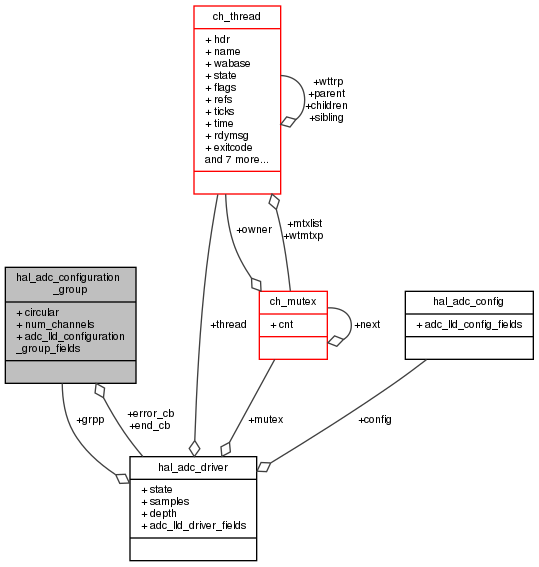 ch_thread
+ hdr
+ name
+ wabase
+ state
+ flags
+ refs
+ ticks
+ time
+ rdymsg
+ exitcode
and 7 more...
+wttrp
+parent
+children
+sibling
+owner
+mtxlist
+wtmtxp
hal_adc_configuration
_group
+ circular
+ num_channels
+ adc_lld_configuration
_group_fields
ch_mutex
+ cnt
+next
hal_adc_config
+ adc_lld_config_fields
+thread
+grpp
+error_cb
+end_cb
+mutex
+config
hal_adc_driver
+ state
+ samples
+ depth
+ adc_lld_driver_fields